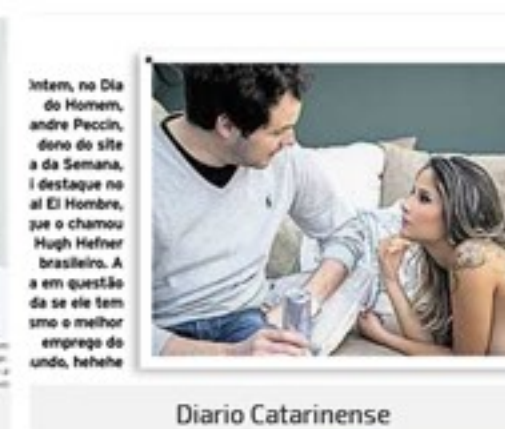 Ontem, no Dia
do Homem,
andre Peccin,
dono do site
a da Semana,
i destaque no
al El Hombre,
que o chamou
Hugh Hefner
brasileiro. A
a em questão
da se ele tem
smo o melhor
emprego do
undo, hehehe
Diario Catarinense